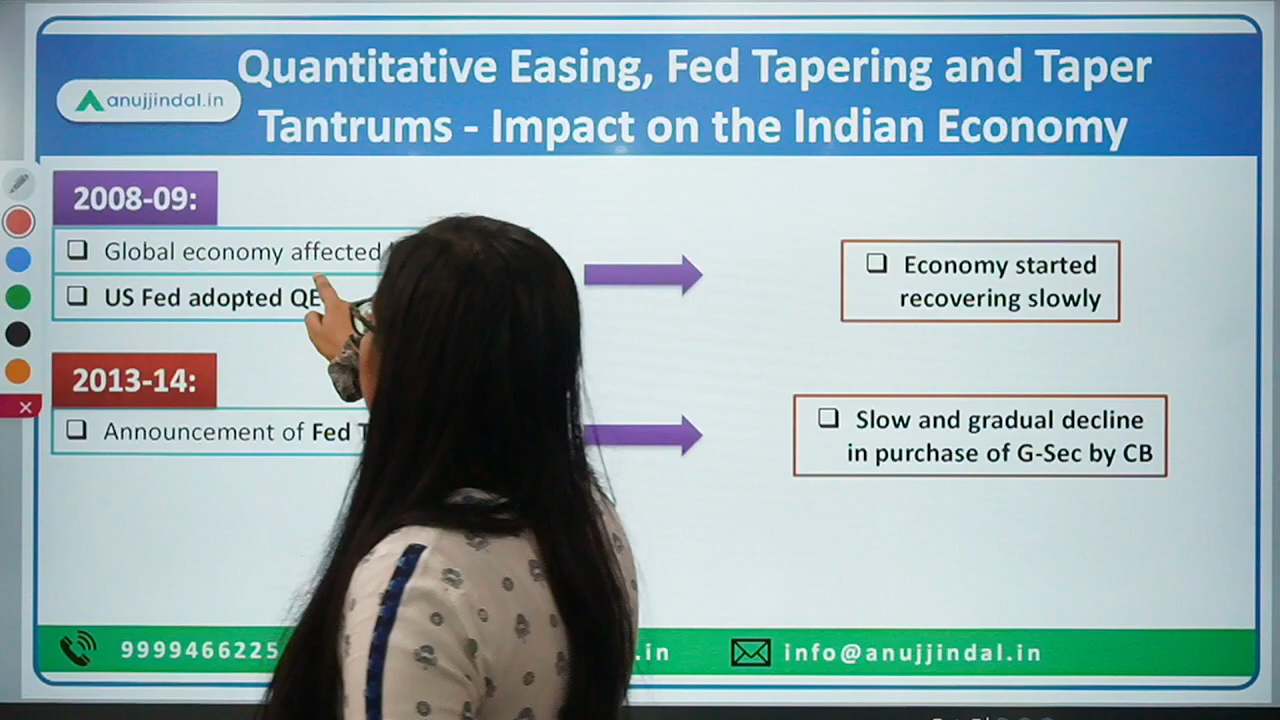 Quantitative Easing, Fed Tapering and Taper
anujjindal.in
Tantrums - Impact on the Indian Economy
2008-09:
Global economy affected
US Fed adopted QE
Economy started
recovering slowly
2013-14:
Announcement of Fed
Slow and gradual decline
in purchase of G-Sec by CB
9999466225
.in
info@anujjindal.in